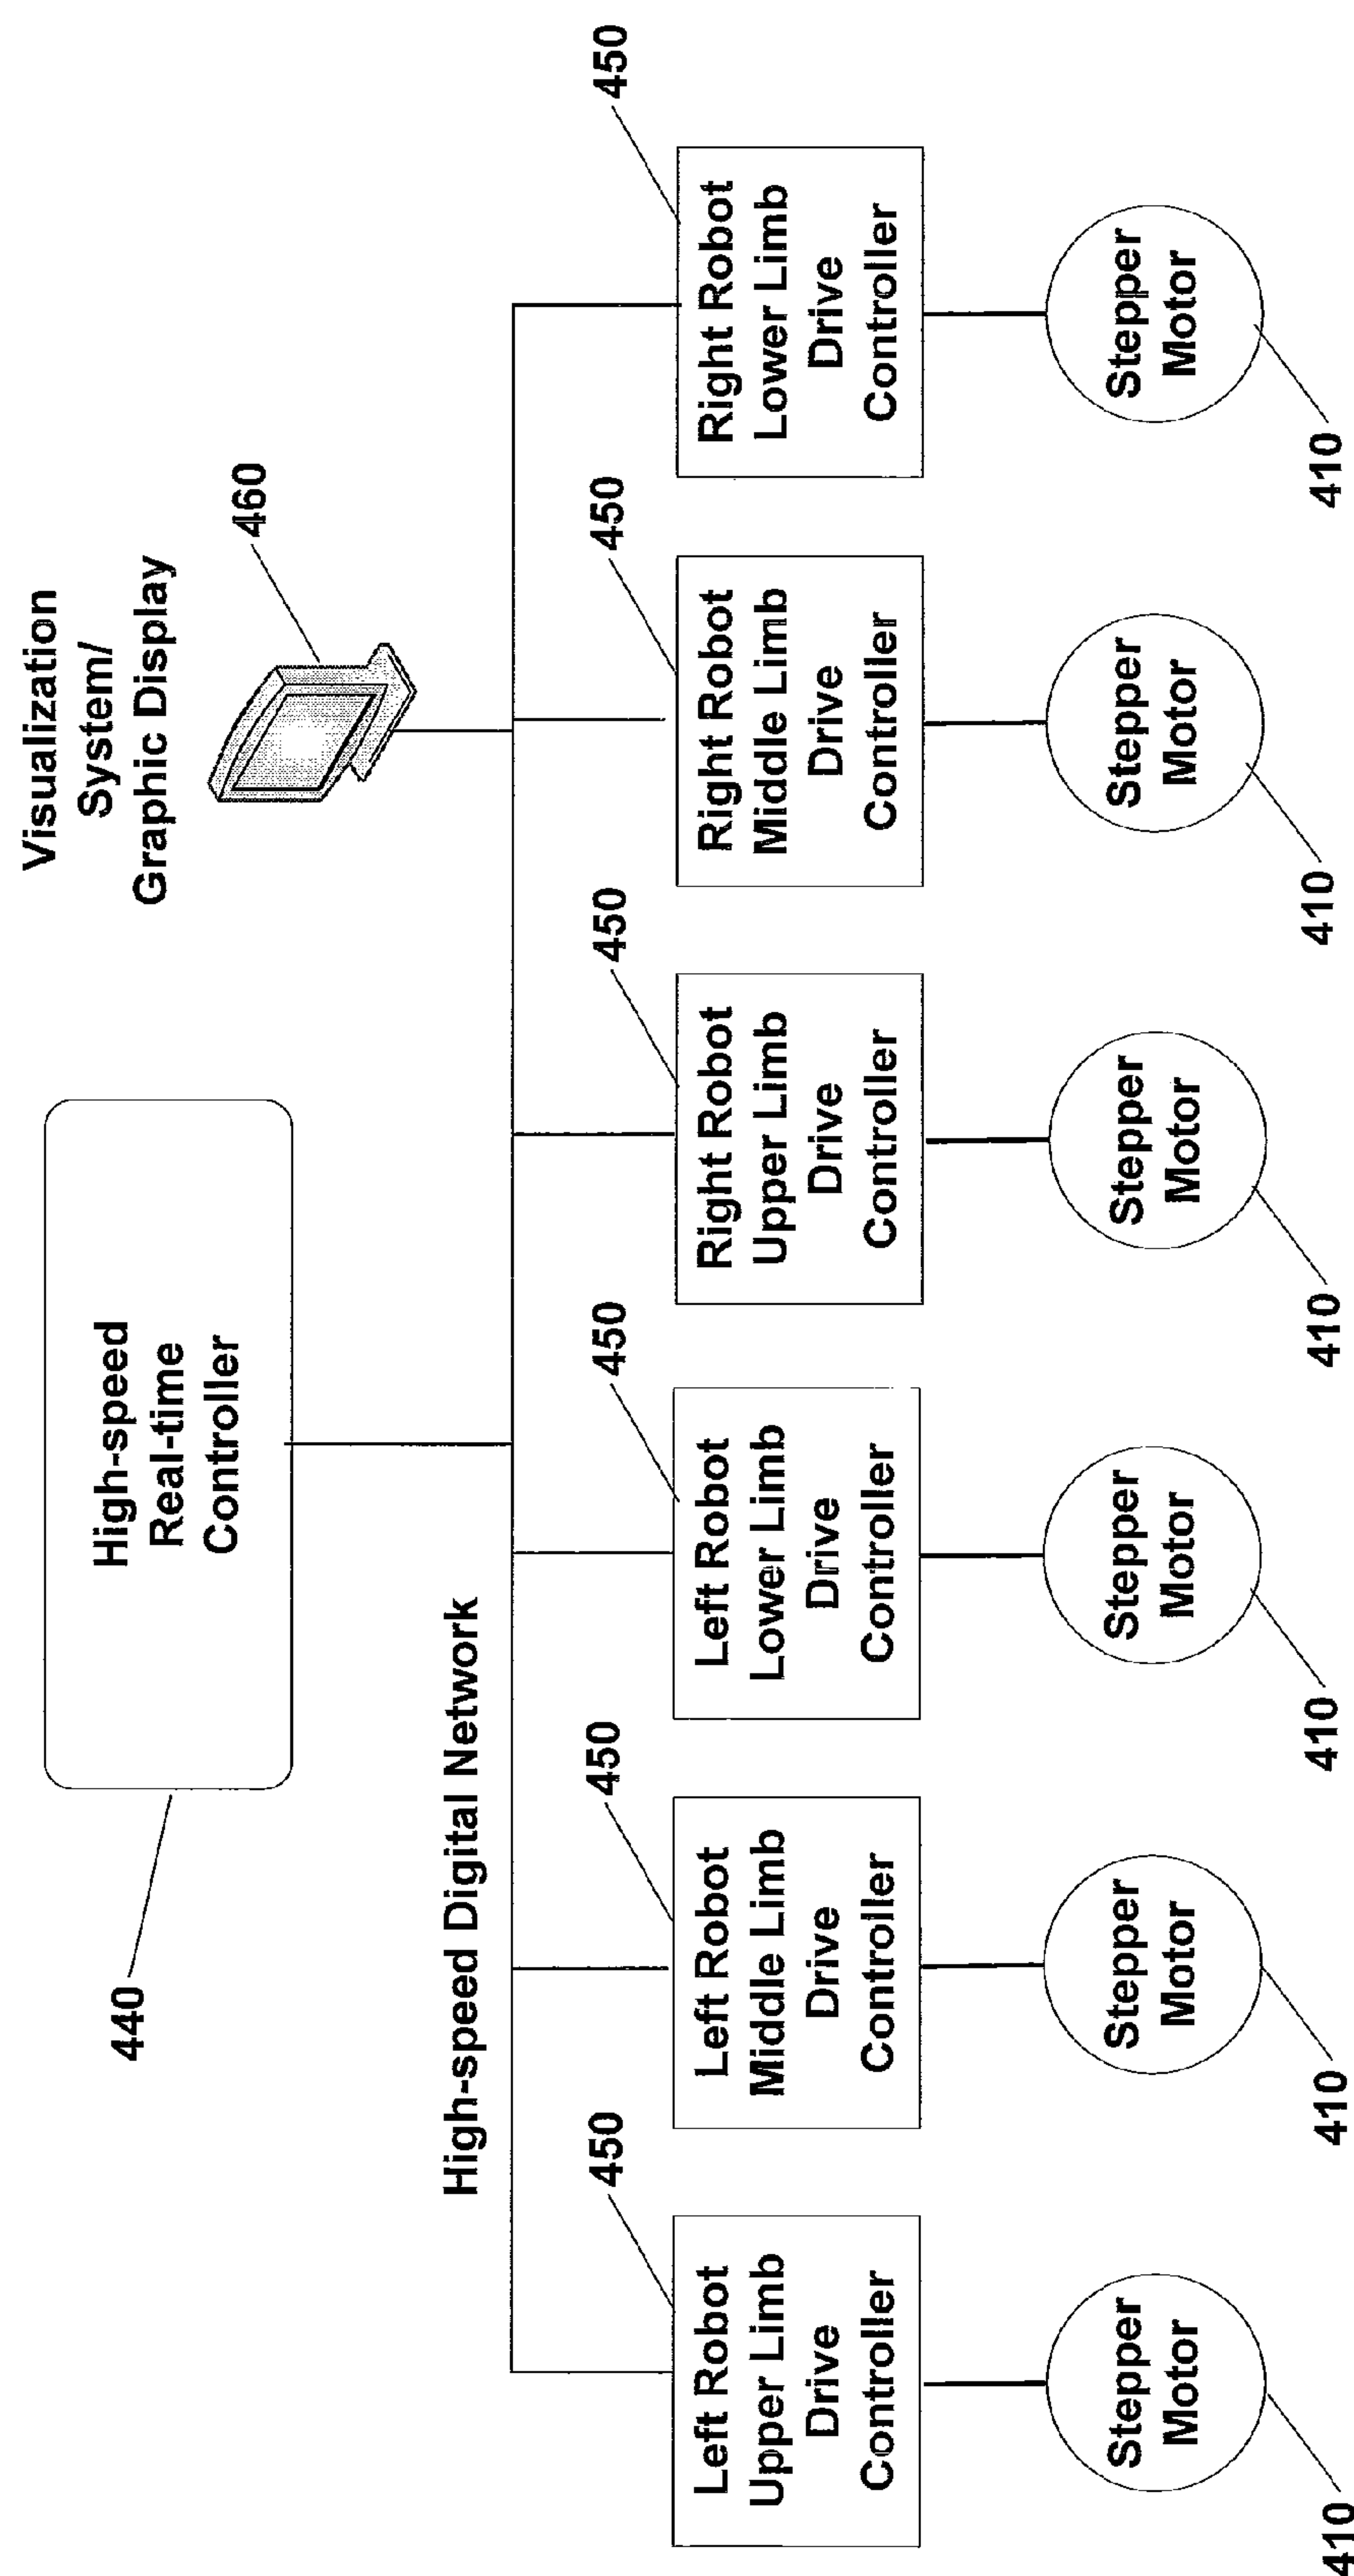 Visualization
System/
Graphic Display
460
High-speed
Real-time
Controller
440
High-speed Digital Network
450
Left Robot
Upper Limb
Drive
Controller
450
Left Robot
Middle Limb
Drive
Controller
450
Left Robot
Lower Limb
Drive
Controller
450
Right Robot
Upper Limb
Drive
Controller
450
Right Robot
Middle Limb
Drive
Controller
450
Right Robot
Lower Limb
Drive
Controller
Stepper
Motor
410
Stepper
Motor
410
Stepper
Motor
410
Stepper
Motor
410
Stepper
Motor
410
Stepper
Motor
410